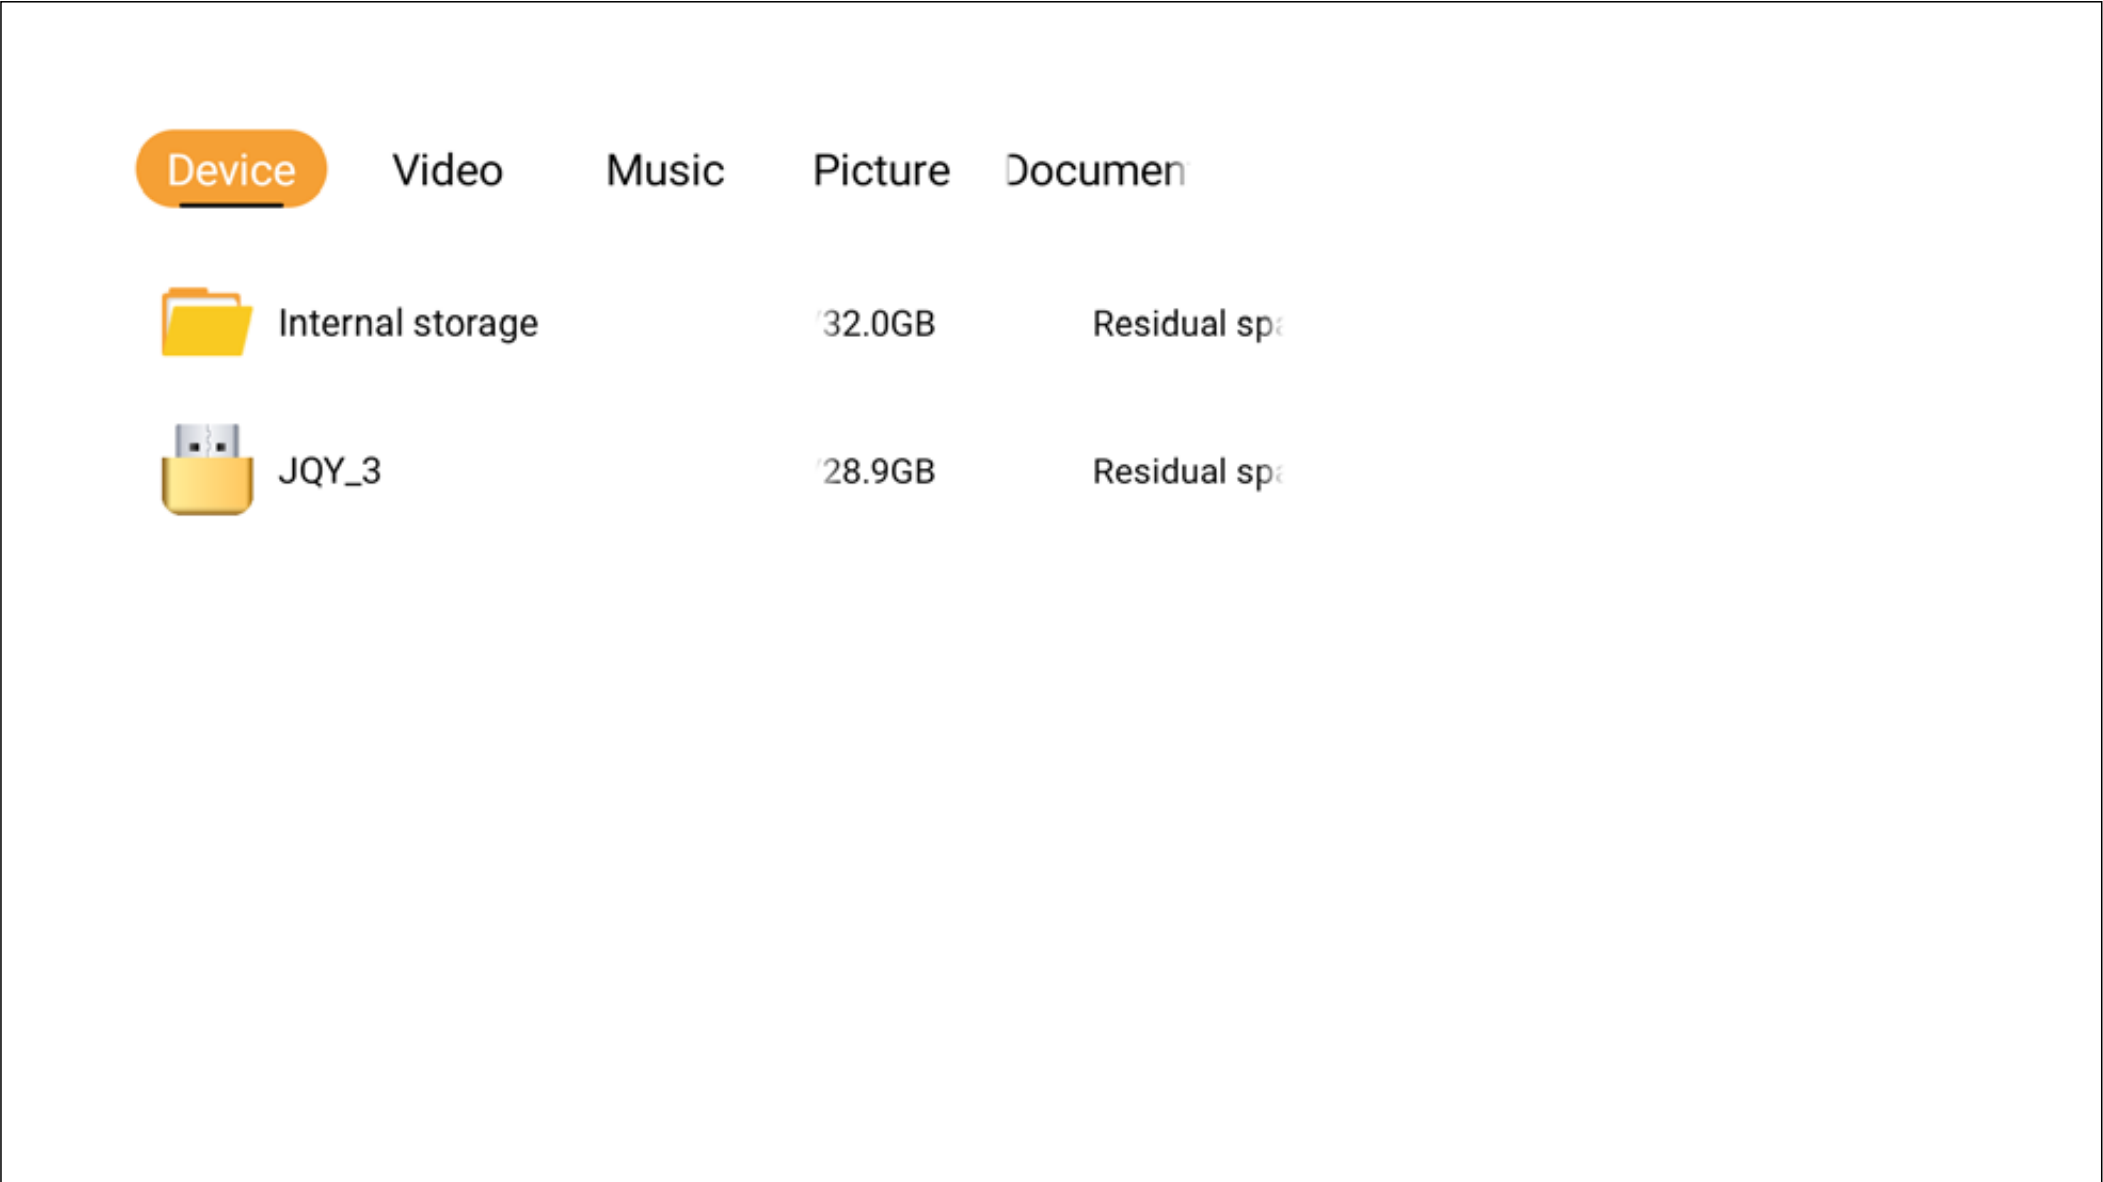 Device Video Music Picture Documen
Internal storage 32.0GB Residual sp
JQY_3 28.9GB Residual sp